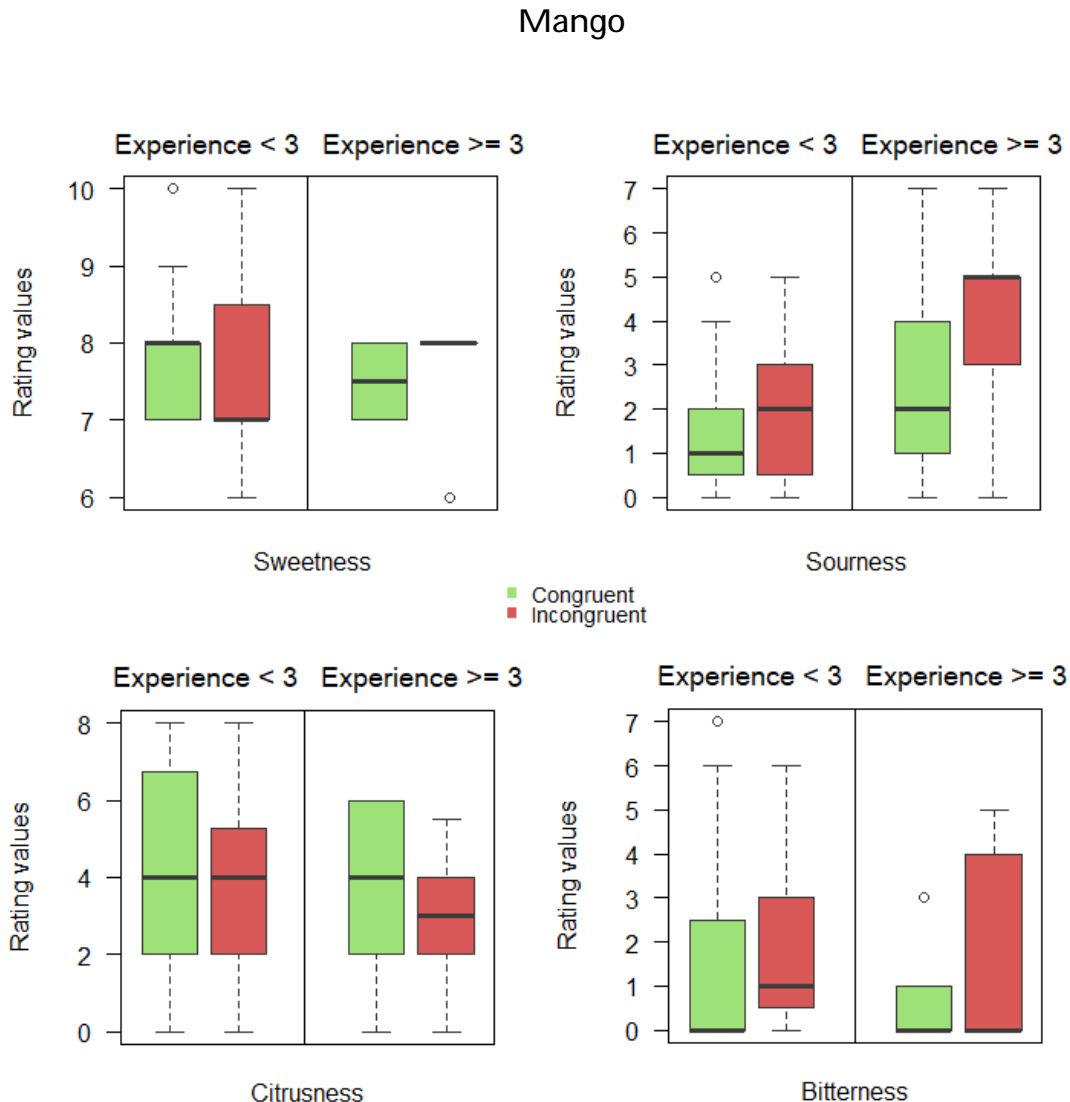 Mango
Experience < 3 Experience >= 3
10
9
8
7
6
Rating values
Sweetness
Experience < 3 Experience >= 3
7
6
5
4
3
2
1
0
Rating values
Sourness
Congruent
Incongruent
Experience < 3 Experience >= 3
8
6
4
2
0
Rating values
Citrusness
Experience < 3 Experience >= 3
7
6
5
4
3
2
1
0
Rating values
Bitterness